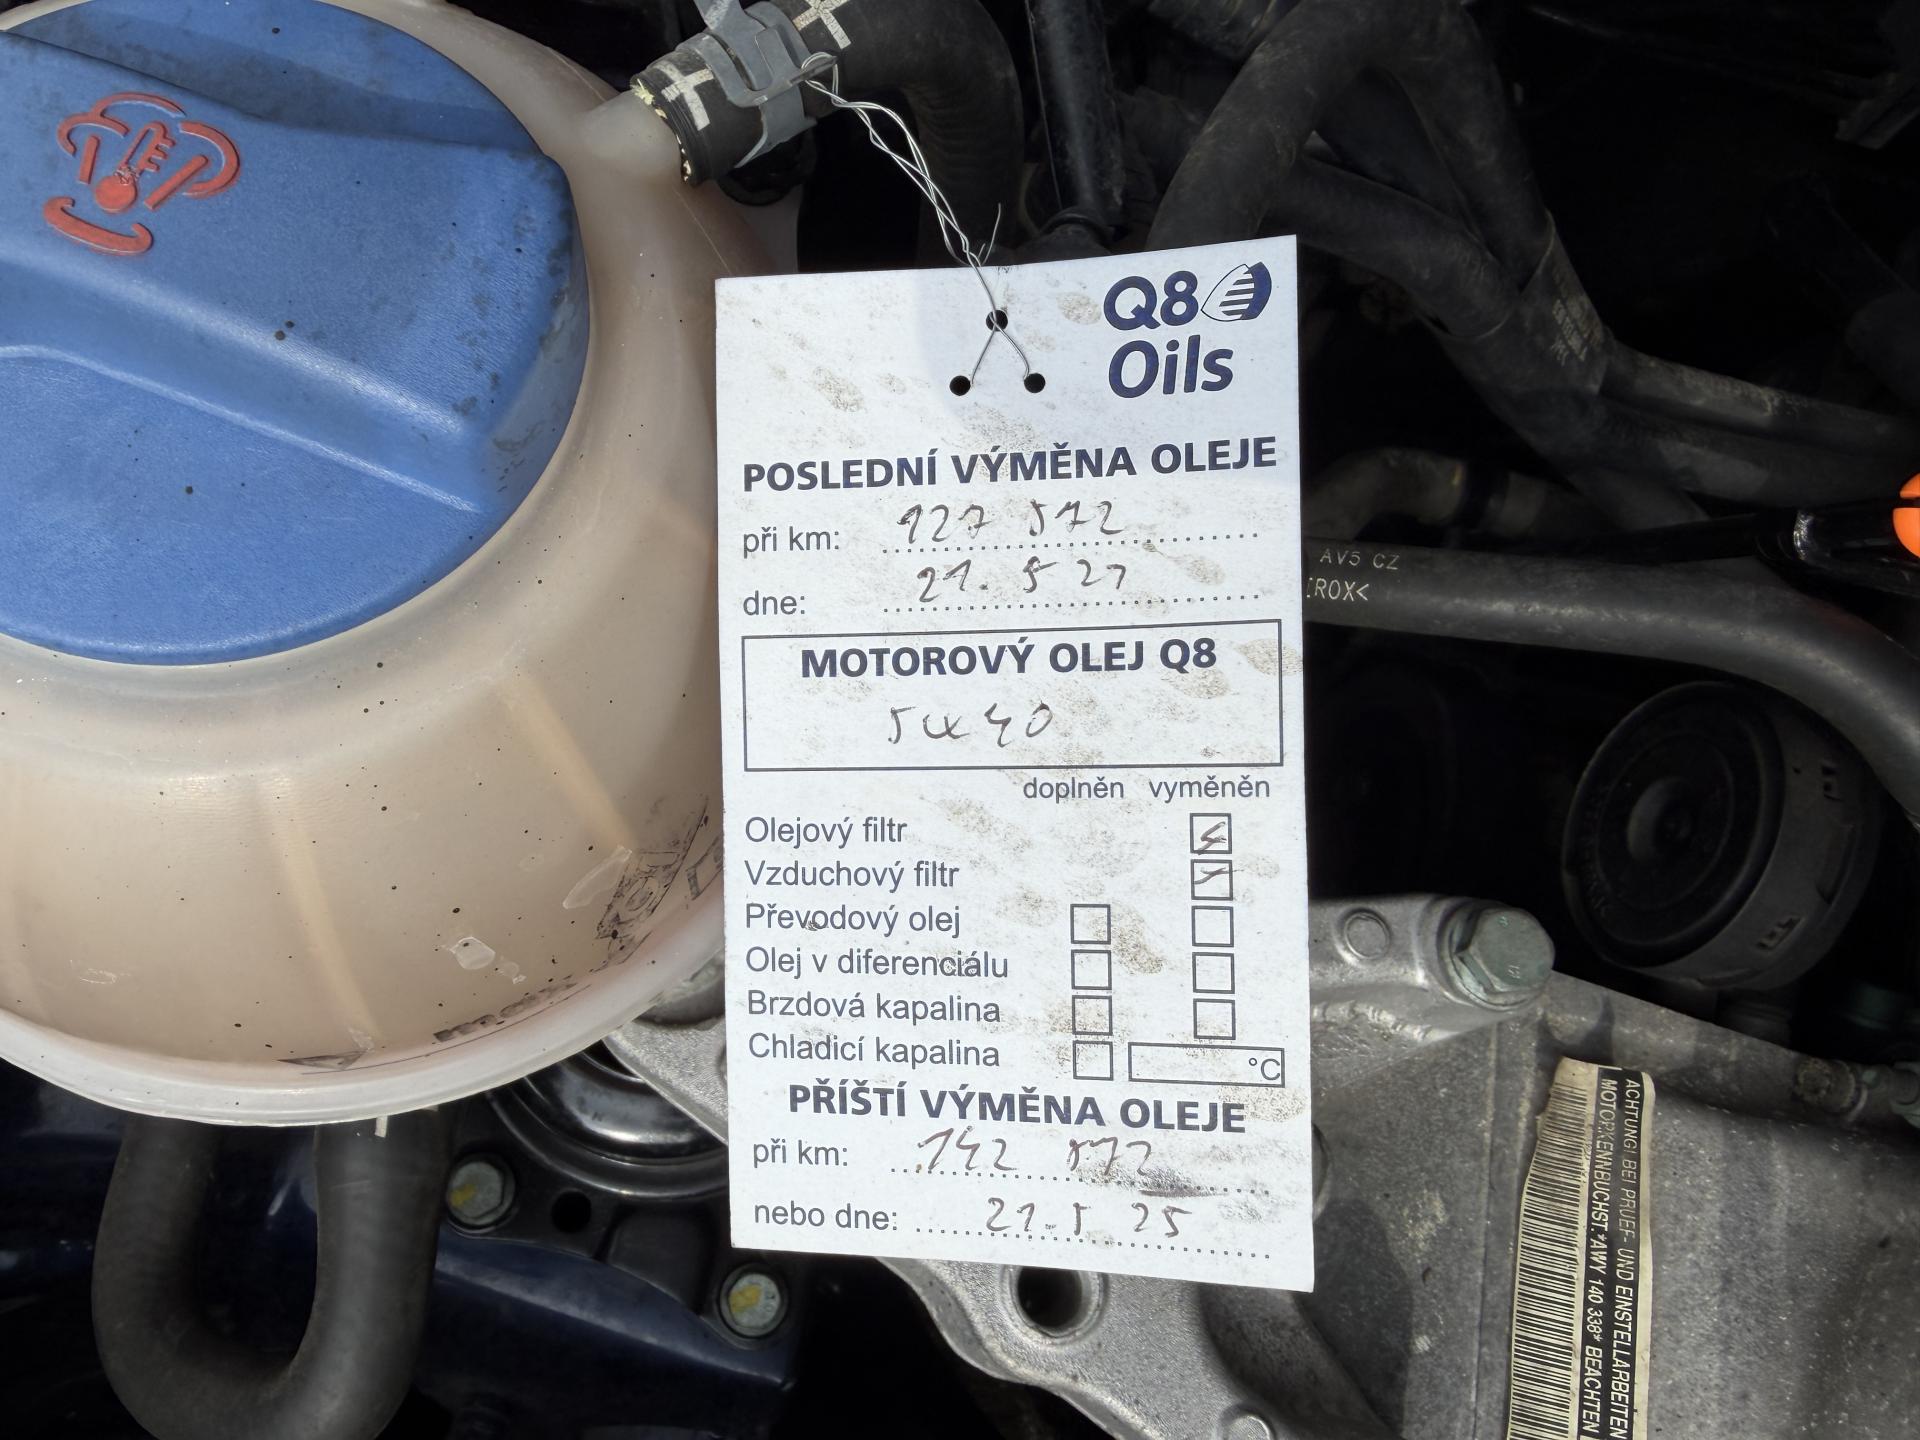 Q8
Oils
POSLEDNÍ VÝMĚNA OLEJE
při km: 127 572
dne: 21. 5 27
MOTOROVÝ OLEJ Q8
5W40
doplněn vyměněn
Olejový filtr
Vzduchový filtr
Převodový olej
Olej v diferenciálu
Brzdová kapalina
Chladicí kapalina °C
PŘÍŠTÍ VÝMĚNA OLEJE
při km: 142 572
nebo dne: 21.5 25
AV5 CZ
ROX<
ACHTUNG! BEI PRUEF- UND EINSTELLARBEITEN
MOTORKENNBUCHST.*AWY 140 338* BEACHTEN